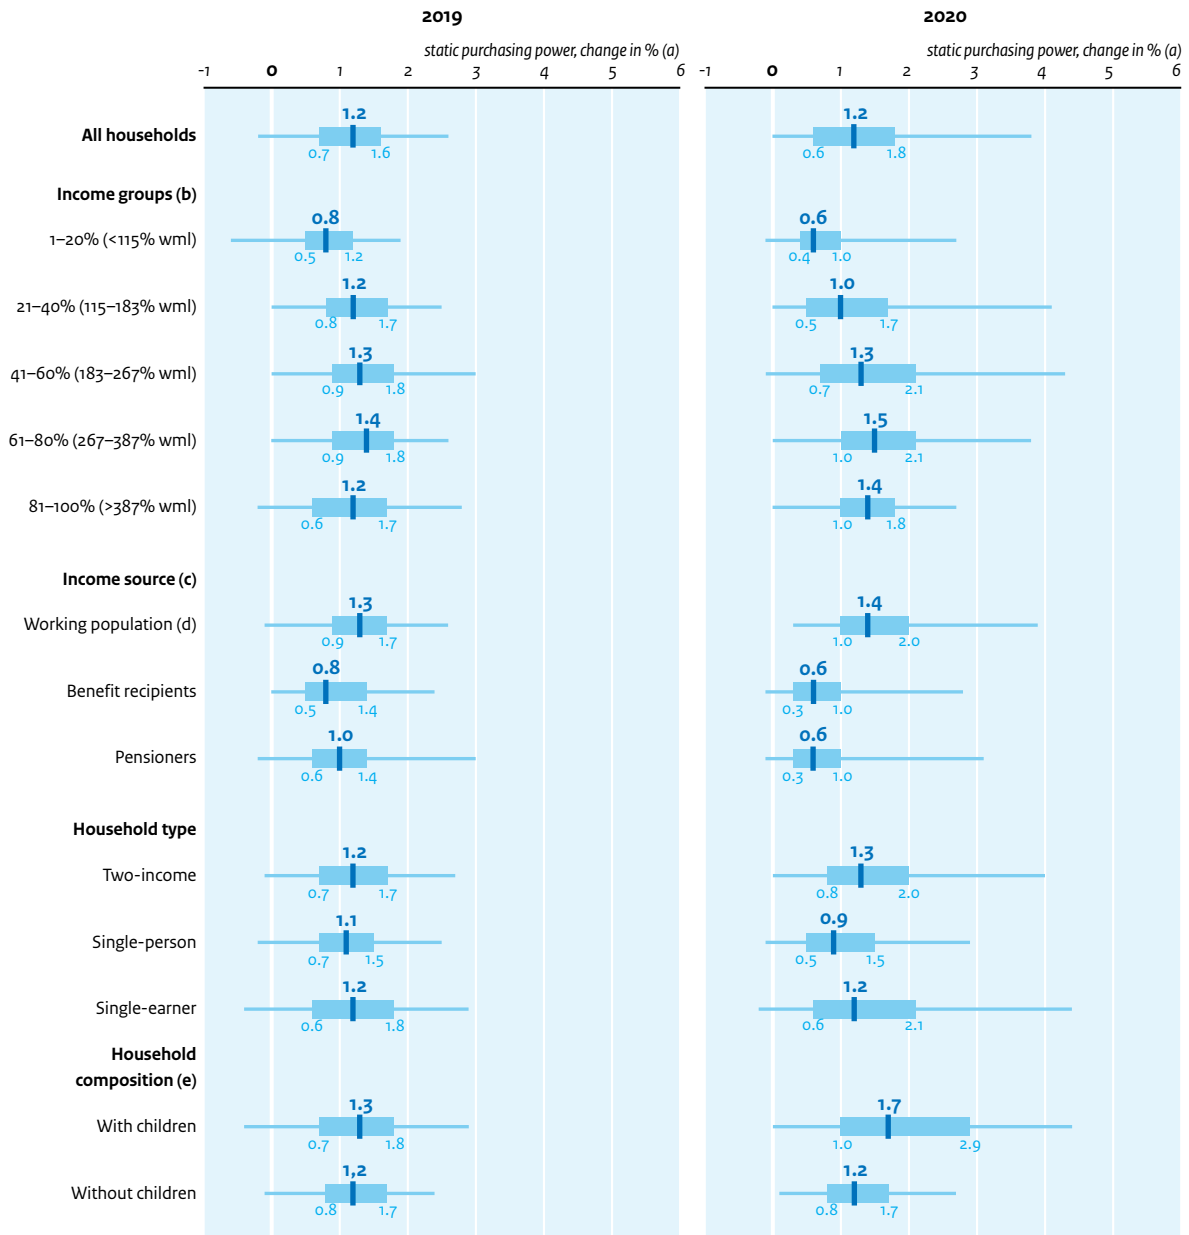 2019 2020
static purchasing power, change in % (a) static purchasing power, change in % (a)
-1 0 1 2 3 4 5 6 -1 0 1 2 3 4 5 6
1.2 1.2
All households
0.7 1.6 0.6 1.8
Income groups (b)
0.8 0.6
1–20% (<115% wml)
0.5 1.2 0.4 1.0
1.2 1.0
21–40% (115–183% wml)
0.8 1.7 0.5 1.7
1.3 1.3
41–60% (183–267% wml)
0.9 1.8 0.7 2.1
1.4 1.5
61–80% (267–387% wml)
0.9 1.8 1.0 2.1
1.2 1.4
81–100% (>387% wml)
0.6 1.7 1.0 1.8
Income source (c)
1.3 1.4
Working population (d)
0.9 1.7 1.0 2.0
0.8 0.6
Benefit recipients
0.5 1.4 0.3 1.0
1.0 0.6
Pensioners
0.6 1.4 0.3 1.0
Household type
1.2 1.3
Two-income
0.7 1.7 0.8 2.0
1.1 0.9
Single-person
0.7 1.5 0.5 1.5
1.2 1.2
Single-earner
0.6 1.8 0.6 2.1
Household
composition (e)
1.3 1.7
With children
0.7 1.8 1.0 2.9
1,2 1.2
Without children
0.8 1.7 0.8 1.7